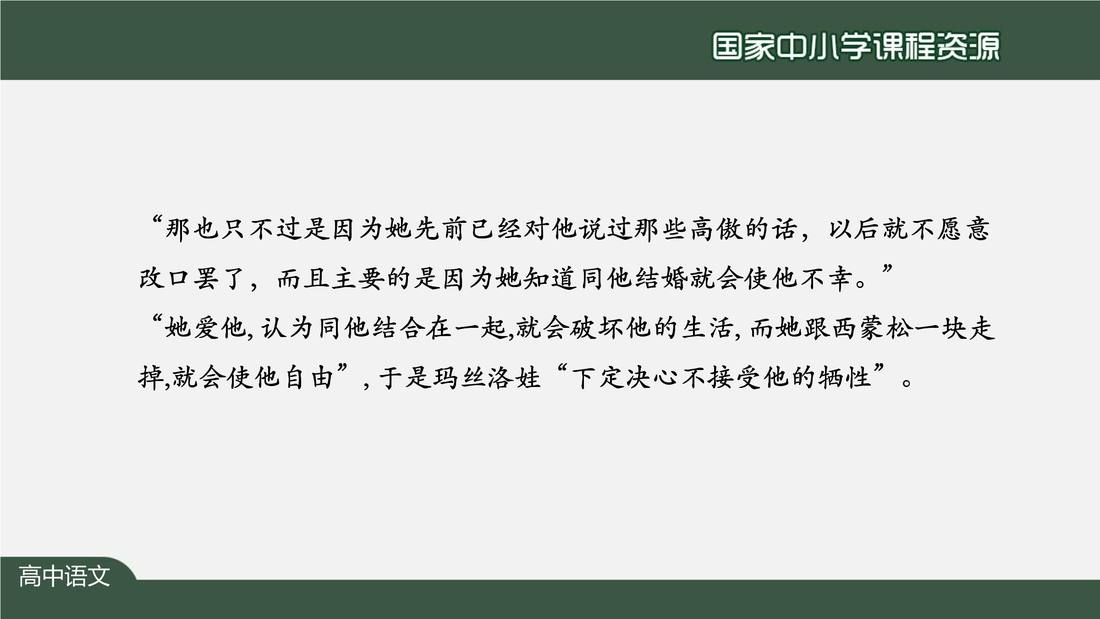 国家中小学课程资源
“那也只不过是因为她先前已经对他说过那些高傲的话，以后就不愿意
改口罢了，而且主要的是因为她知道同他结婚就会使他不幸。”
“她爱他,认为同他结合在一起,就会破坏他的生活,而她跟西蒙松一块走
掉,就会使他自由”,于是玛丝洛娃“下定决心不接受他的牺性”。
高中语文